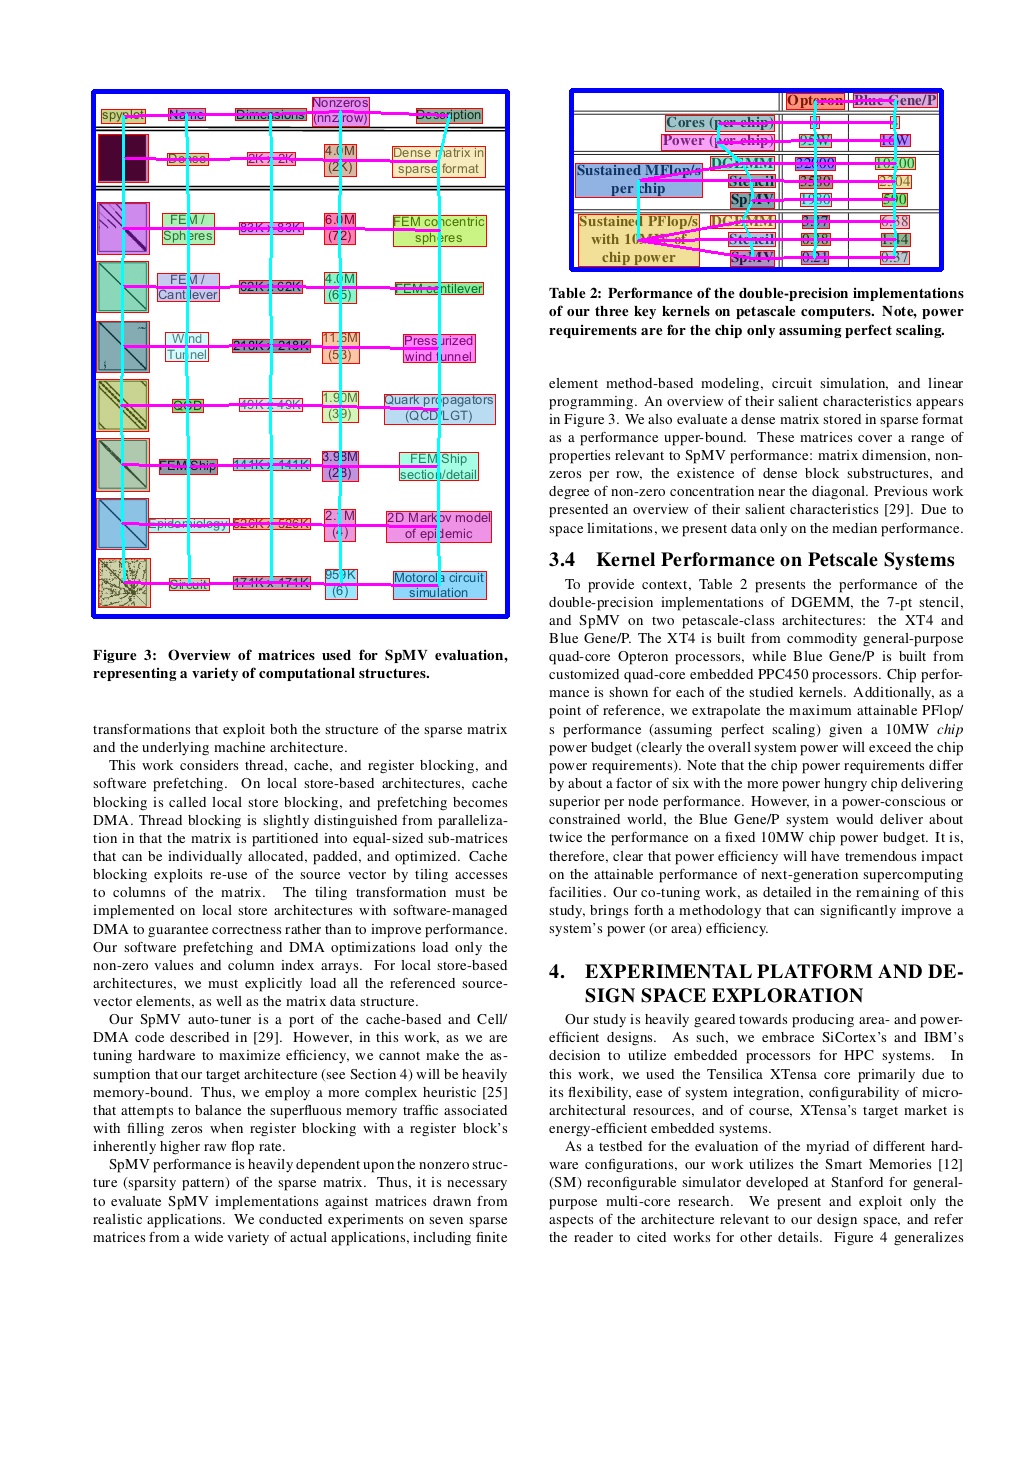 spyplot Name Dimensions Nonzeros (nnz/row) Description
Dense 2K x 2K 4.0M (2K) Dense matrix in sparse format
FEM / Spheres 83K x 83K 6.0M (72) FEM concentric spheres
FEM / Cantilever 62K x 62K 4.0M (65) FEM cantilever
Wind Tunnel 218K x 218K 11.6M (53) Pressurized wind tunnel
QCD 49K x 49K 1.90M (39) Quark propagators (QCD/LGT)
FEM/Ship 141K x 141K 3.98M (28) FEM Ship section/detail
Epidemiology 526K x 526K 2.1M (4) 2D Markov model of epidemic
Circuit 171K x 171K 959K (6) Motorola circuit simulation
Figure 3: Overview of matrices used for SpMV evaluation,
representing a variety of computational structures.
transformations that exploit both the structure of the sparse matrix
and the underlying machine architecture.
This work considers thread, cache, and register blocking, and
software prefetching. On local store-based architectures, cache
blocking is called local store blocking, and prefetching becomes
DMA. Thread blocking is slightly distinguished from paralleliza-
tion in that the matrix is partitioned into equal-sized sub-matrices
that can be individually allocated, padded, and optimized. Cache
blocking exploits re-use of the source vector by tiling accesses
to columns of the matrix. The tiling transformation must be
implemented on local store architectures with software-managed
DMA to guarantee correctness rather than to improve performance.
Our software prefetching and DMA optimizations load only the
non-zero values and column index arrays. For local store-based
architectures, we must explicitly load all the referenced source-
vector elements, as well as the matrix data structure.
Our SpMV auto-tuner is a port of the cache-based and Cell/
DMA code described in [29]. However, in this work, as we are
tuning hardware to maximize efficiency, we cannot make the as-
sumption that our target architecture (see Section 4) will be heavily
memory-bound. Thus, we employ a more complex heuristic [25]
that attempts to balance the superfluous memory traffic associated
with filling zeros when register blocking with a register block's
inherently higher raw flop rate.
SpMV performance is heavily dependent upon the nonzero struc-
ture (sparsity pattern) of the sparse matrix. Thus, it is necessary
to evaluate SpMV implementations against matrices drawn from
realistic applications. We conducted experiments on seven sparse
matrices from a wide variety of actual applications, including finite
Opteron Blue Gene/P
Cores (per chip) 4 4
Power (per chip) 95W 16W
Sustained MFlop/s per chip DGEMM 32000 10200
Stencil 3580 2304
SpMV 1980 590
Sustained PFlop/s with 10MW of chip power DGEMM 3.37 6.38
Stencil 0.38 1.44
SpMV 0.21 0.37
Table 2: Performance of the double-precision implementations
of our three key kernels on petascale computers. Note, power
requirements are for the chip only assuming perfect scaling.
element method-based modeling, circuit simulation, and linear
programming. An overview of their salient characteristics appears
in Figure 3. We also evaluate a dense matrix stored in sparse format
as a performance upper-bound. These matrices cover a range of
properties relevant to SpMV performance: matrix dimension, non-
zeros per row, the existence of dense block substructures, and
degree of non-zero concentration near the diagonal. Previous work
presented an overview of their salient characteristics [29]. Due to
space limitations, we present data only on the median performance.
3.4 Kernel Performance on Petscale Systems
To provide context, Table 2 presents the performance of the
double-precision implementations of DGEMM, the 7-pt stencil,
and SpMV on two petascale-class architectures: the XT4 and
Blue Gene/P. The XT4 is built from commodity general-purpose
quad-core Opteron processors, while Blue Gene/P is built from
customized quad-core embedded PPC450 processors. Chip perfor-
mance is shown for each of the studied kernels. Additionally, as a
point of reference, we extrapolate the maximum attainable PFlop/
s performance (assuming perfect scaling) given a 10MW chip
power budget (clearly the overall system power will exceed the chip
power requirements). Note that the chip power requirements differ
by about a factor of six with the more power hungry chip delivering
superior per node performance. However, in a power-conscious or
constrained world, the Blue Gene/P system would deliver about
twice the performance on a fixed 10MW chip power budget. It is,
therefore, clear that power efficiency will have tremendous impact
on the attainable performance of next-generation supercomputing
facilities. Our co-tuning work, as detailed in the remaining of this
study, brings forth a methodology that can significantly improve a
system's power (or area) efficiency.
4. EXPERIMENTAL PLATFORM AND DE-
SIGN SPACE EXPLORATION
Our study is heavily geared towards producing area- and power-
efficient designs. As such, we embrace SiCortex's and IBM's
decision to utilize embedded processors for HPC systems. In
this work, we used the Tensilica XTensa core primarily due to
its flexibility, ease of system integration, configurability of micro-
architectural resources, and of course, XTensa's target market is
energy-efficient embedded systems.
As a testbed for the evaluation of the myriad of different hard-
ware configurations, our work utilizes the Smart Memories [12]
(SM) reconfigurable simulator developed at Stanford for general-
purpose multi-core research. We present and exploit only the
aspects of the architecture relevant to our design space, and refer
the reader to cited works for other details. Figure 4 generalizes